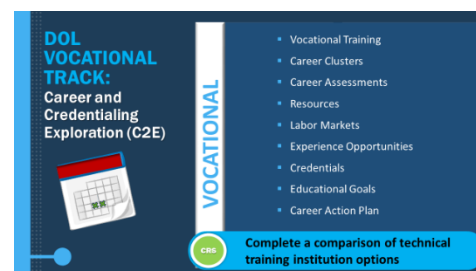 DOL
VOCATIONAL
TRACK:
Career and
Credentialing
Exploration (C2E)
VOCATIONAL
▪ Vocational Training
▪ Career Clusters
▪ Career Assessments
▪ Resources
▪ Labor Markets
▪ Experience Opportunities
▪ Credentials
▪ Educational Goals
▪ Career Action Plan
CRS
Complete a comparison of technical
training institution options